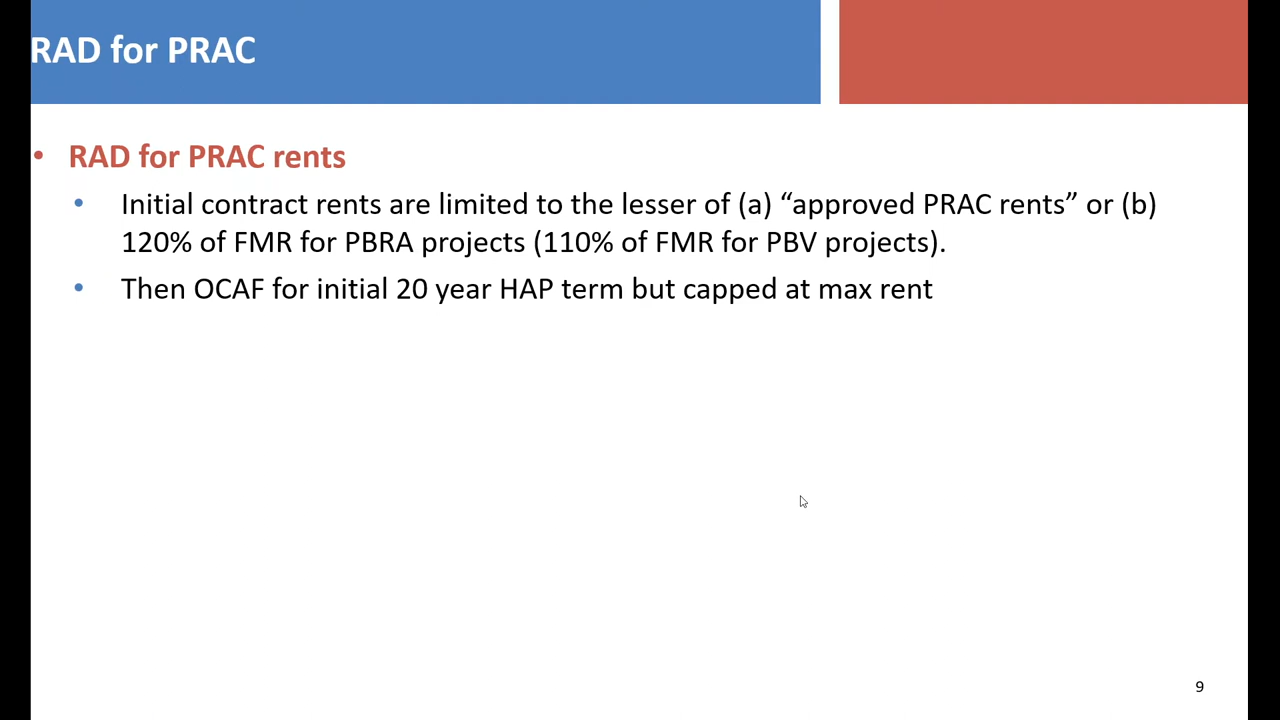 RAD for PRAC
• RAD for PRAC rents
• Initial contract rents are limited to the lesser of (a) “approved PRAC rents” or (b)
120% of FMR for PBRA projects (110% of FMR for PBV projects).
• Then OCAF for initial 20 year HAP term but capped at max rent
9